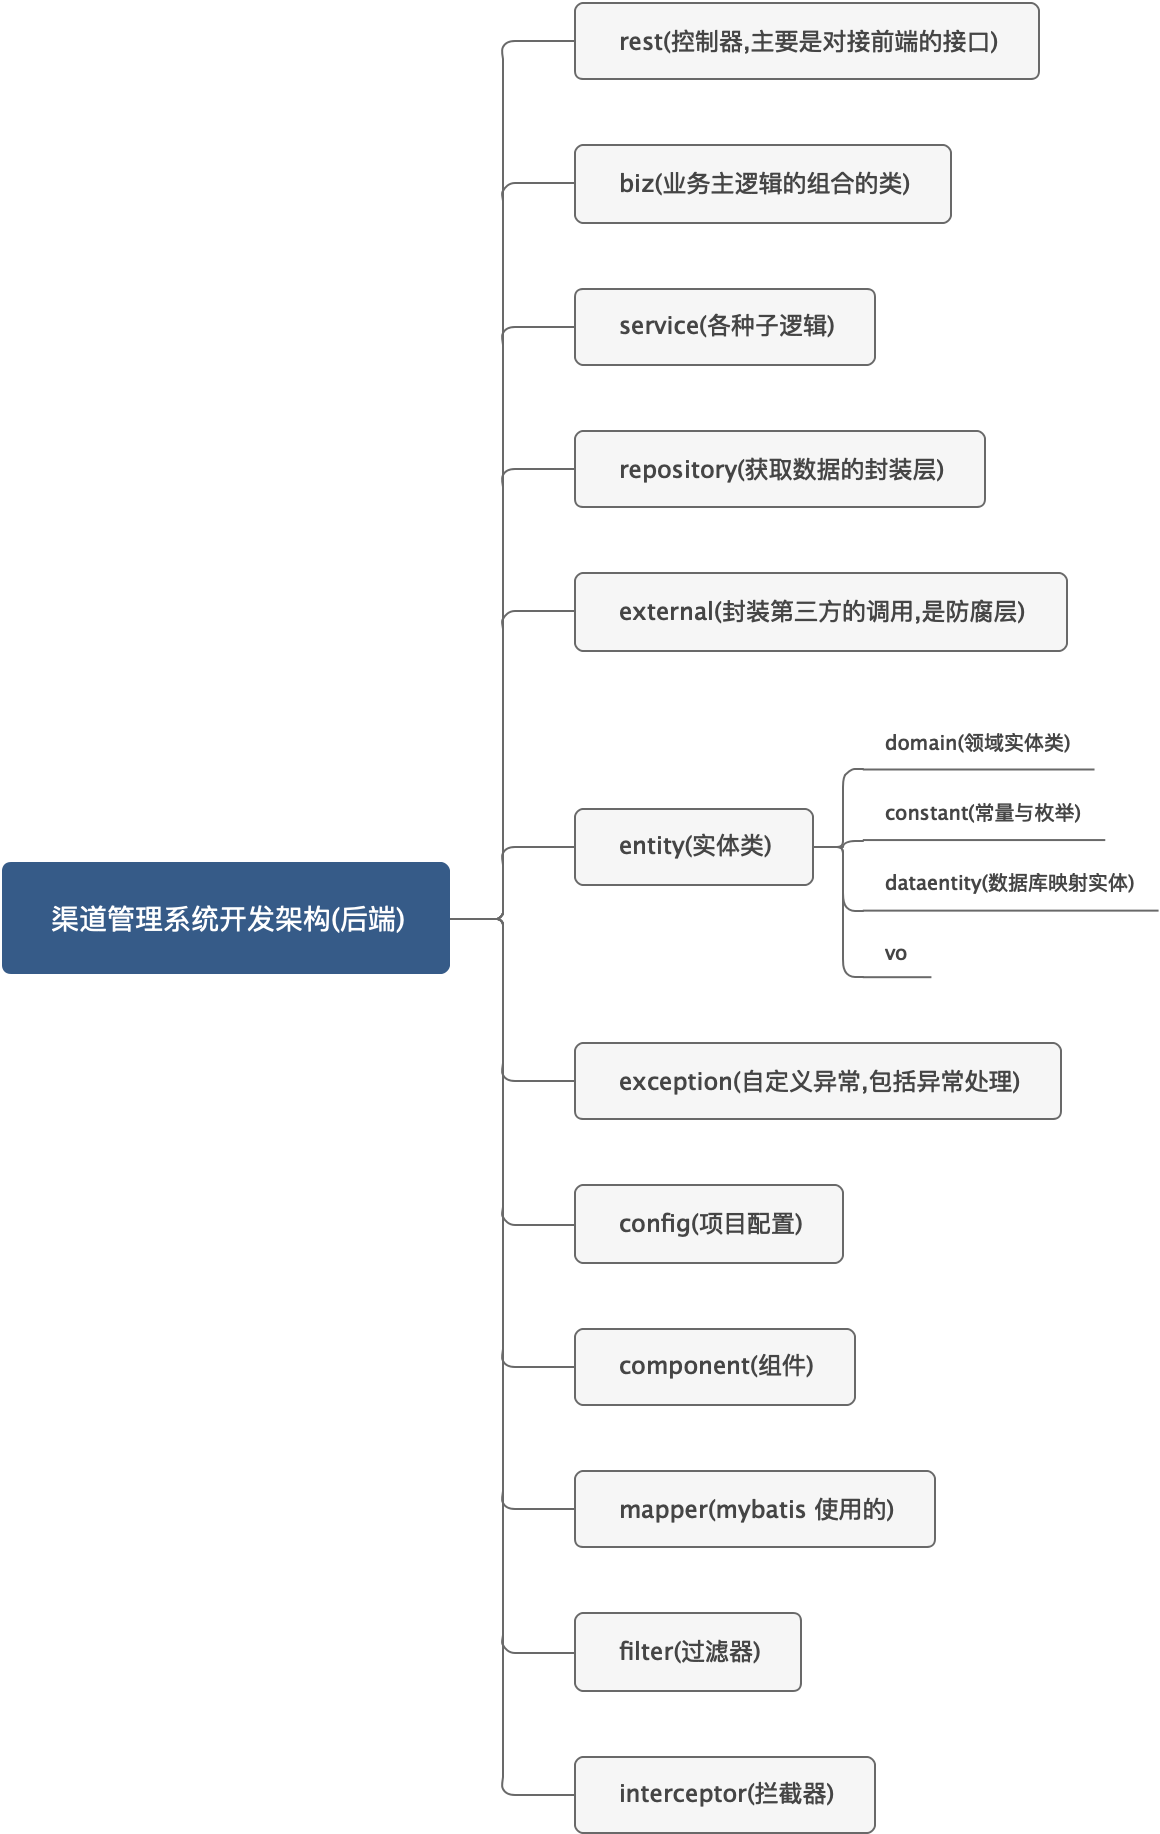 rest(控制器,主要是对接前端的接口)
biz(业务主逻辑的组合的类)
service(各种子逻辑)
repository(获取数据的封装层)
external(封装第三方的调用,是防腐层)
domain(领域实体类)
constant(常量与枚举)
entity(实体类)
dataentity(数据库映射实体)
vo
渠道管理系统开发架构(后端)
exception(自定义异常,包括异常处理)
config(项目配置)
component(组件)
mapper(mybatis 使用的)
filter(过滤器)
interceptor(拦截器)